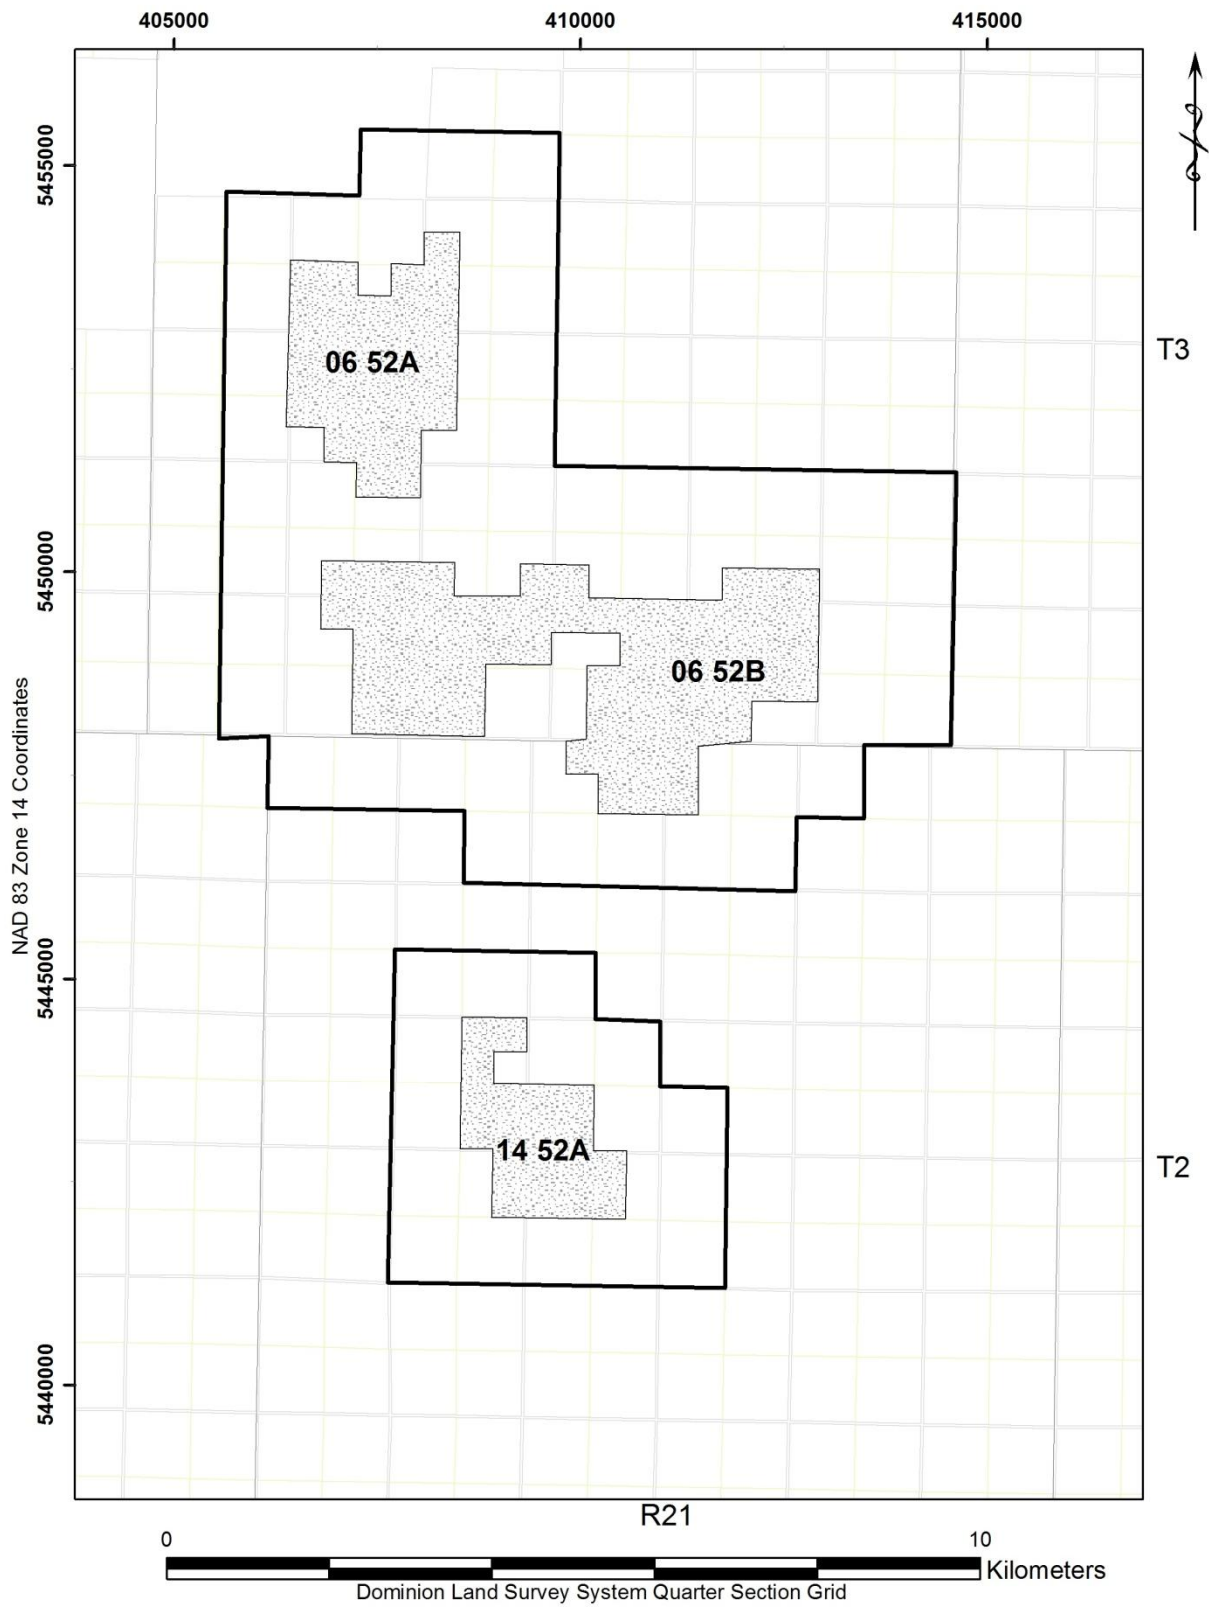 405000 410000 415000
5455000
T3
06 52A
5450000
06 52B
NAD 83 Zone 14 Coordinates
5445000
14 52A
T2
5440000
R21
0 10
Kilometers
Dominion Land Survey System Quarter Section Grid